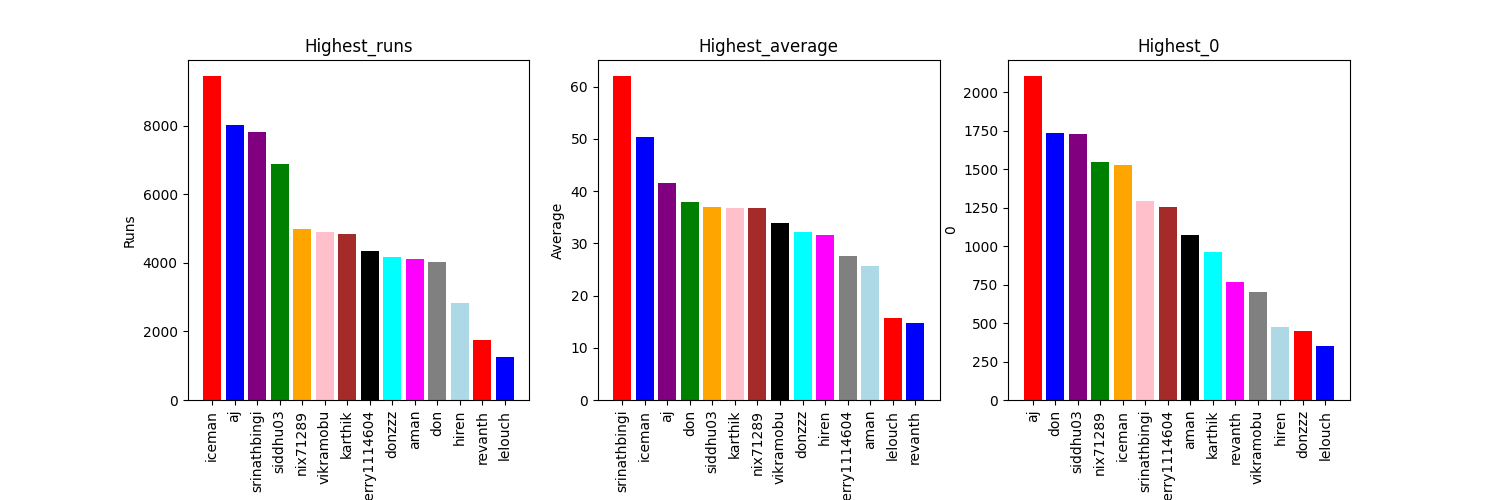 Highest_runs
Runs
8000
6000
4000
2000
0
iceman
aj
srinathbingi
siddhu03
nix71289
vikramobu
karthik
erry1114604
donzzz
aman
don
hiren
revanth
lelouch
Highest_average
Average
60
50
40
30
20
10
0
srinathbingi
iceman
aj
don
siddhu03
karthik
nix71289
vikramobu
donzzz
hiren
erry1114604
aman
lelouch
revanth
Highest_0
0
2000
1750
1500
1250
1000
750
500
250
0
aj
don
siddhu03
nix71289
iceman
srinathbingi
erry1114604
aman
karthik
revanth
vikramobu
hiren
donzzz
lelouch